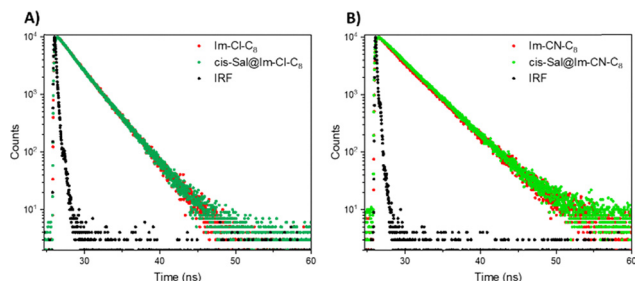 A)
10⁴
10³
10²
10¹
Counts
30
40
50
60
Time (ns)
Im-Cl-C₈
cis-Sal@Im-Cl-C₈
IRF
B)
10⁴
10³
10²
10¹
Counts
30
40
50
60
Time (ns)
Im-CN-C₈
cis-Sal@Im-CN-C₈
IRF